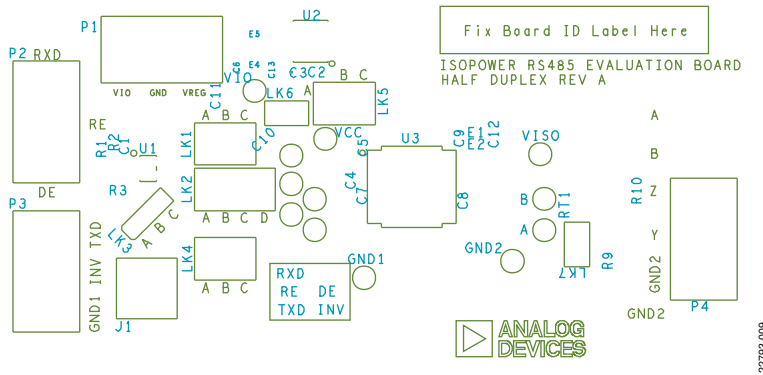 U2
P1
E5
Fix Board ID Label Here
P2 RXD
C6 E4 C13
C3 C2
ISOPOWER RS485 EVALUATION BOARD
HALF DUPLEX REV A
VIO
B C
VIO GND VREG
C11
LK6
A
LK5
A B C
RE
VCC
A
R1 R2 C1 U1
LK1
C10
C5
U3
C9 E1 C12
E2
VISO
B
C4
R3
LK2
C7
C8
DE
B
RT1
R10
Z
P3
A B C D
LK3
A B C
A
Y
TXD
INV
GND1
LK4
GND1
GND2
LK7
R9
GND2
RXD
RE DE
TXD INV
A B C
P4
GND2
J1
ANALOG
DEVICES
22793-009